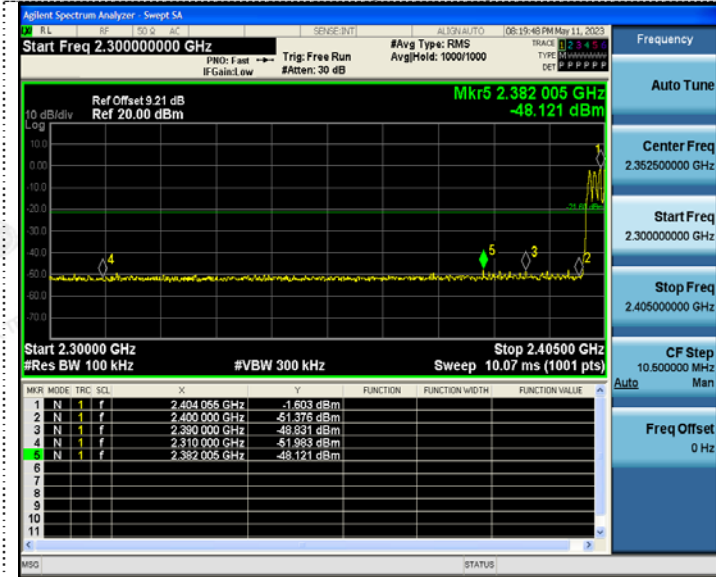 Agilent Spectrum Analyzer - Swept SA
RL RF 50 Ω AC SENSE:INT ALIGNAUTO 08:19:48 PM May 11, 2023
Start Freq 2.300000000 GHz
PNO: Fast
IFGain:Low
Trig: Free Run
#Atten: 30 dB
#Avg Type: RMS
Avg|Hold: 1000/1000
TRACE 1 2 3 4 5 6
TYPE M
DET P P P P P P
Ref Offset 9.21 dB
Ref 20.00 dBm
10 dB/div
Log
Mkr5 2.382 005 GHz
-48.121 dBm
10.0
0.00
-10.0
-20.0
-30.0
-40.0
-50.0
-60.0
-70.0
1
2
3
4
5
Start 2.30000 GHz Stop 2.40500 GHz
#Res BW 100 kHz #VBW 300 kHz Sweep 10.07 ms (1001 pts)
MKR MODE TRC SCL X Y FUNCTION FUNCTION WIDTH FUNCTION VALUE
1 N 1 f 2.404 055 GHz -1.603 dBm
2 N 1 f 2.400 000 GHz -51.376 dBm
3 N 1 f 2.390 000 GHz -48.831 dBm
4 N 1 f 2.310 000 GHz -51.983 dBm
5 N 1 f 2.382 005 GHz -48.121 dBm
6
7
8
9
10
11
MSG STATUS
Frequency
Auto Tune
Center Freq
2.352500000 GHz
Start Freq
2.300000000 GHz
Stop Freq
2.405000000 GHz
CF Step
10.500000 MHz
Auto Man
Freq Offset
0 Hz